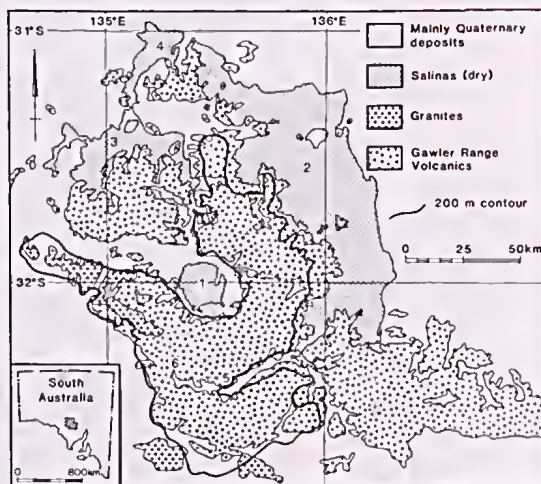 135°E
136°E
31°S
4
3
2
32°S
1
6
Mainly Quaternary
deposits
Salinas (dry)
Granites
Gawler Range
Volcanics
200 m contour
0 25 50km
South
Australia
0 800km